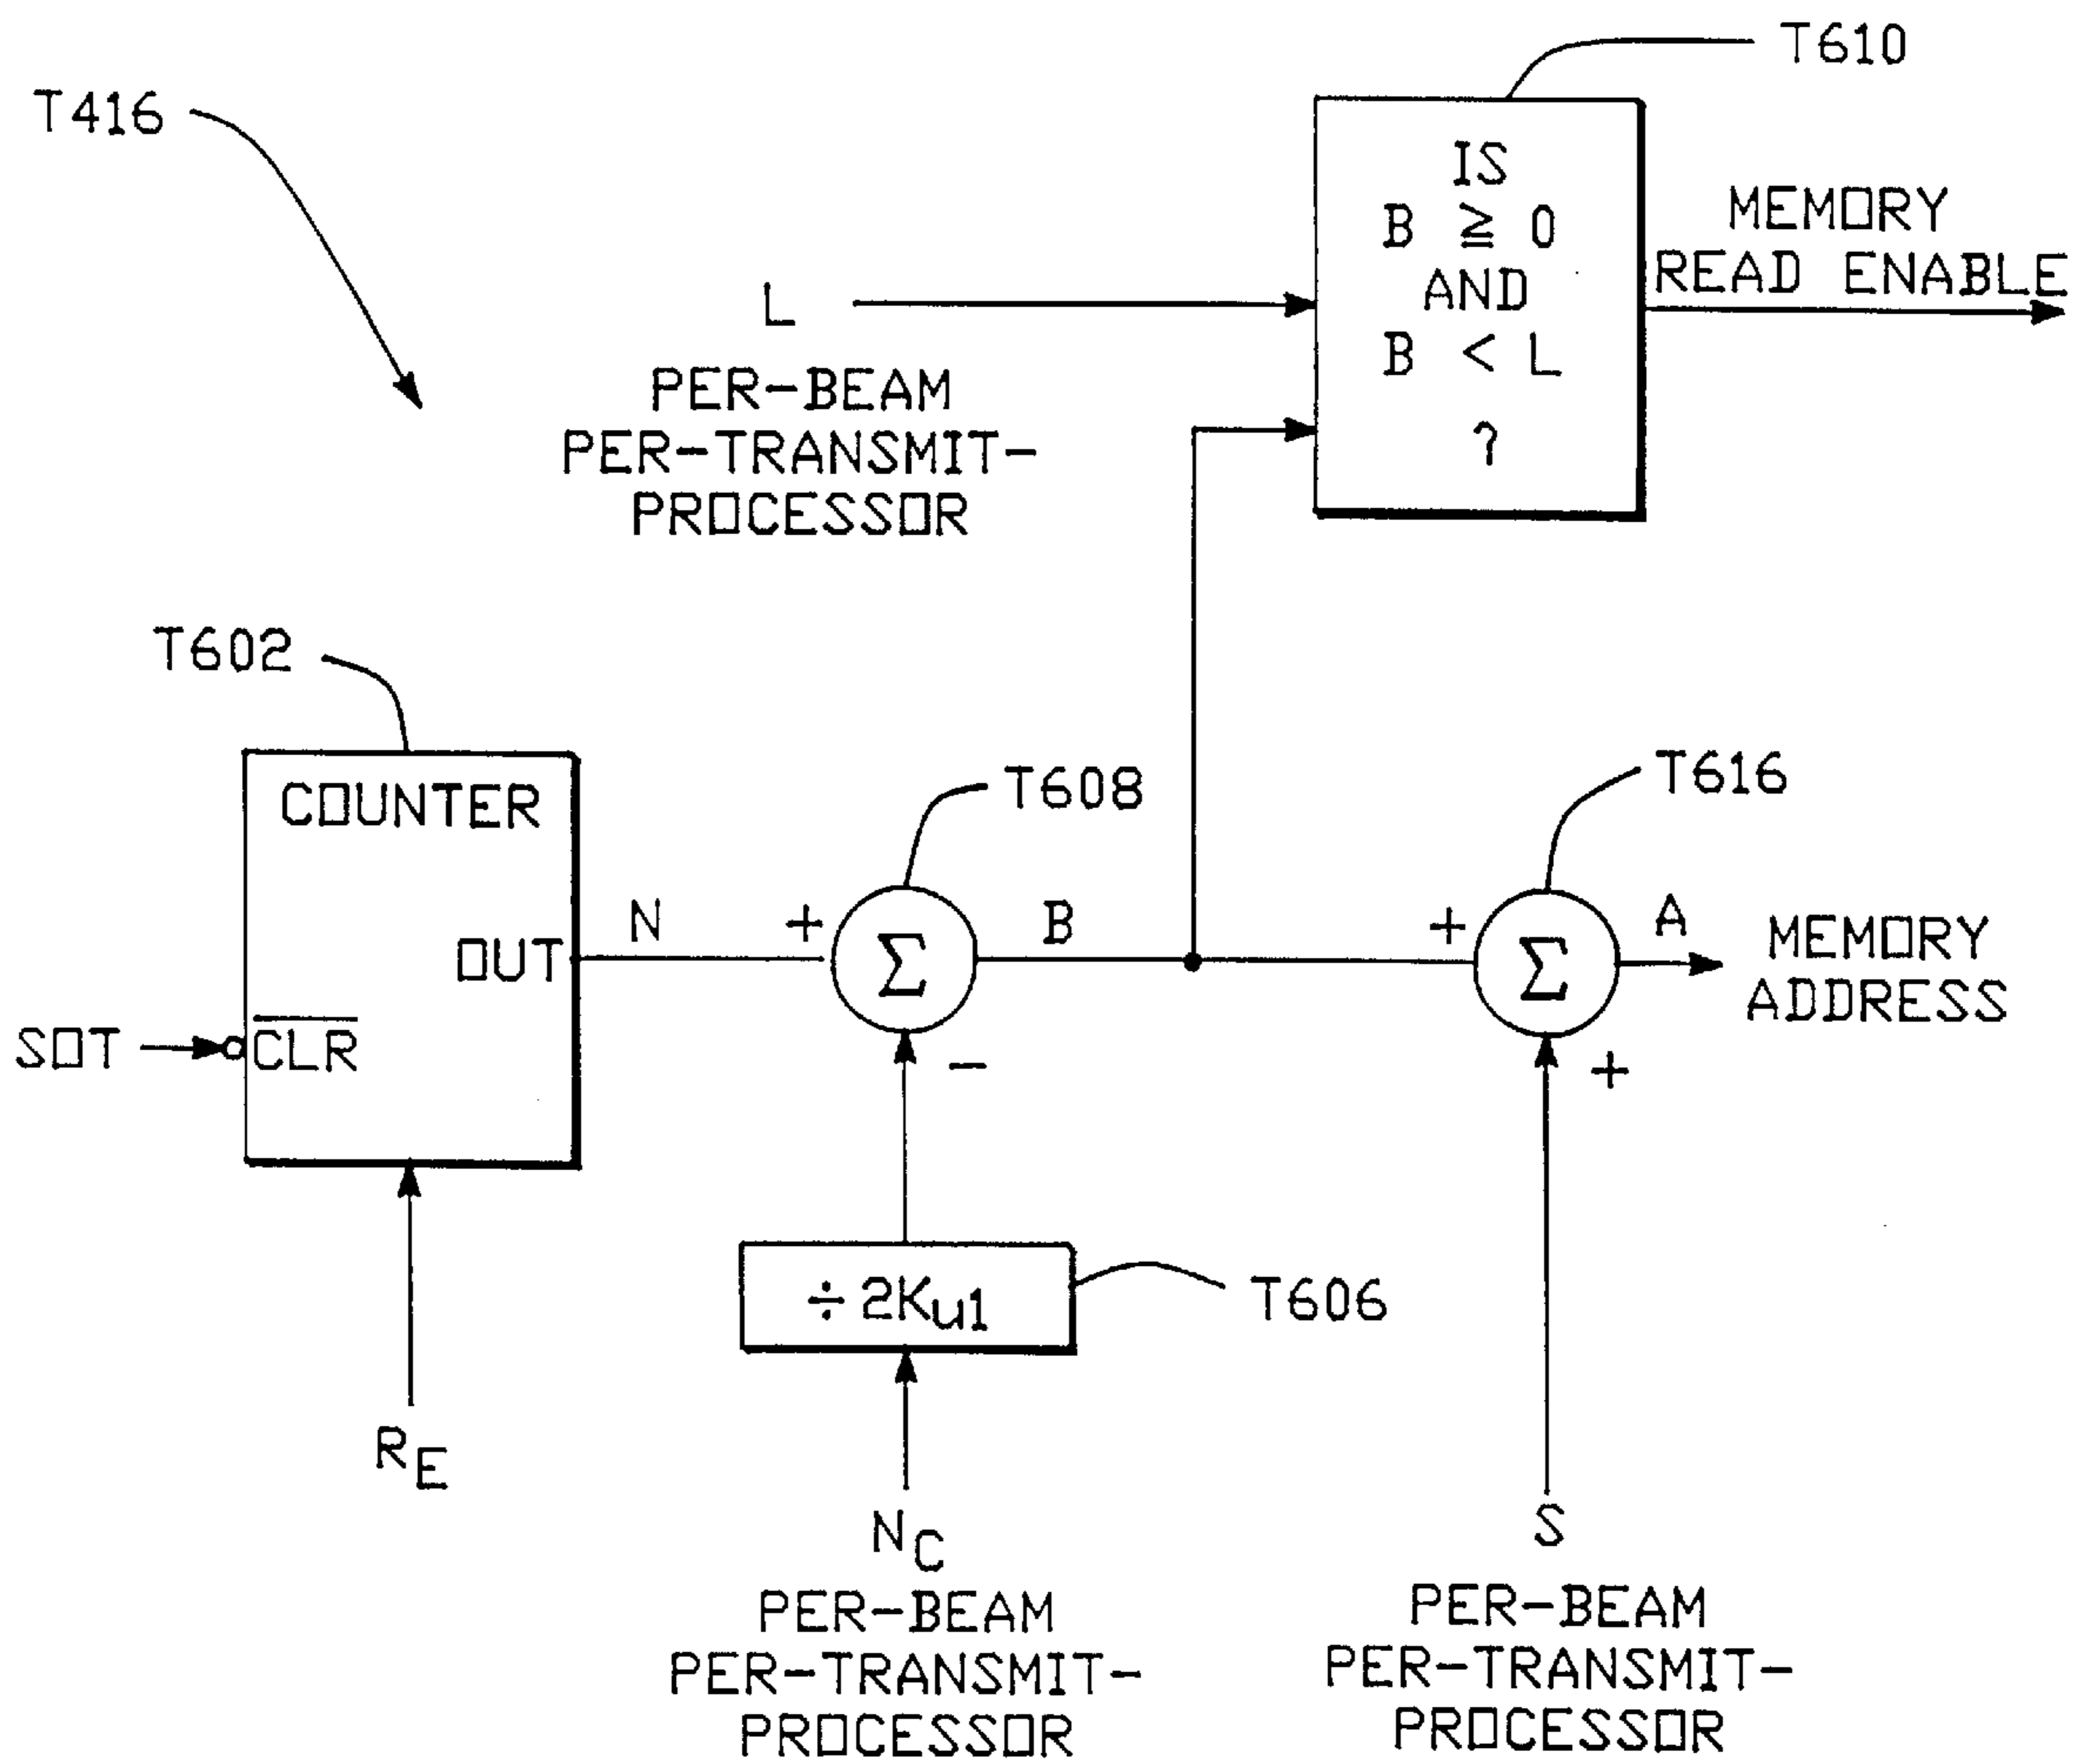 T610
T416
IS
B ≧ 0
AND
B < L
?
MEMORY
READ ENABLE
L
PER-BEAM
PER-TRANSMIT-
PROCESSOR
T602
COUNTER
OUT
CLR
SOT
N
+
T608
Σ
B
-
T616
+
Σ
A
+
MEMORY
ADDRESS
÷2Ku1
T606
RE
NC
PER-BEAM
PER-TRANSMIT-
PROCESSOR
S
PER-BEAM
PER-TRANSMIT-
PROCESSOR